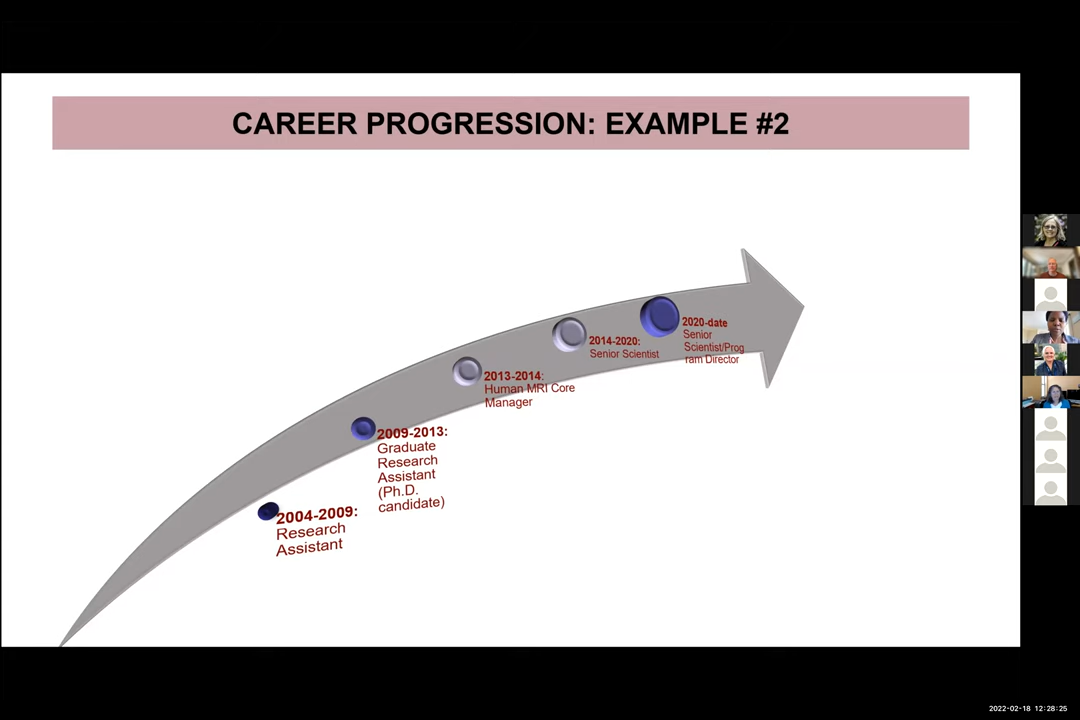 CAREER PROGRESSION: EXAMPLE #2
2020-date
Senior
Scientist/Prog
ram Director
2014-2020:
Senior Scientist
2013-2014:
Human MRI Core
Manager
2009-2013:
Graduate
Research
Assistant
(Ph.D.
candidate)
2004-2009:
Research
Assistant
2022-02-18 12:28:25